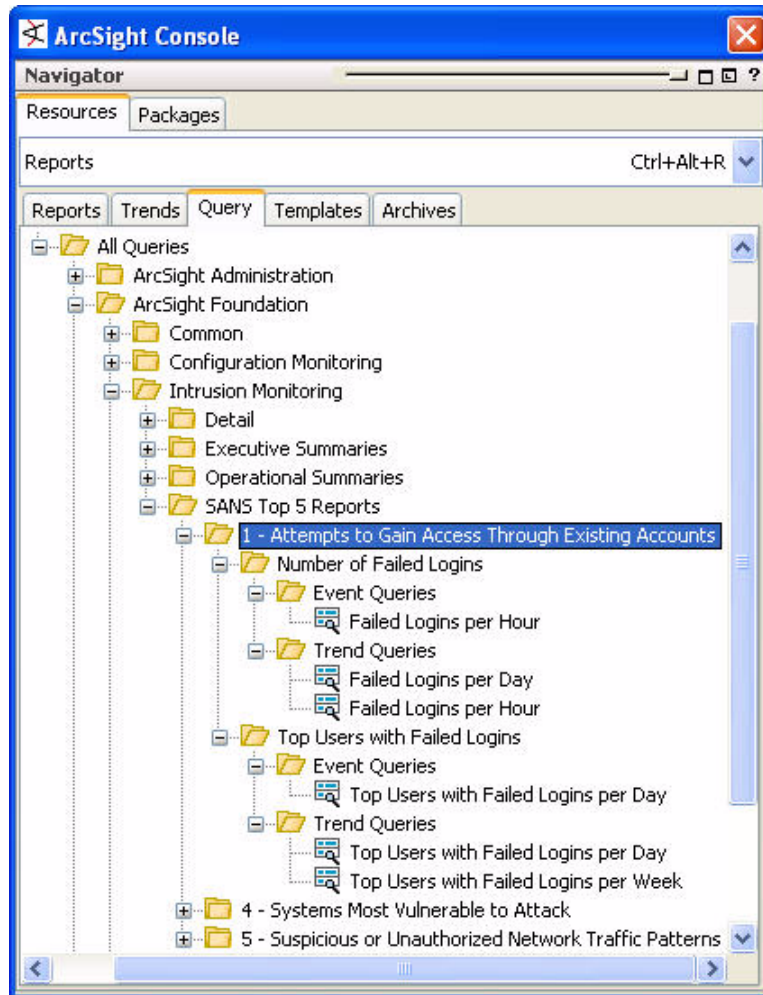 ArcSight Console
Navigator
?
Resources Packages
Reports Ctrl+Alt+R
Reports Trends Query Templates Archives
All Queries
ArcSight Administration
ArcSight Foundation
Common
Configuration Monitoring
Intrusion Monitoring
Detail
Executive Summaries
Operational Summaries
SANS Top 5 Reports
1 - Attempts to Gain Access Through Existing Accounts
Number of Failed Logins
Event Queries
Failed Logins per Hour
Trend Queries
Failed Logins per Day
Failed Logins per Hour
Top Users with Failed Logins
Event Queries
Top Users with Failed Logins per Day
Trend Queries
Top Users with Failed Logins per Day
Top Users with Failed Logins per Week
4 - Systems Most Vulnerable to Attack
5 - Suspicious or Unauthorized Network Traffic Patterns